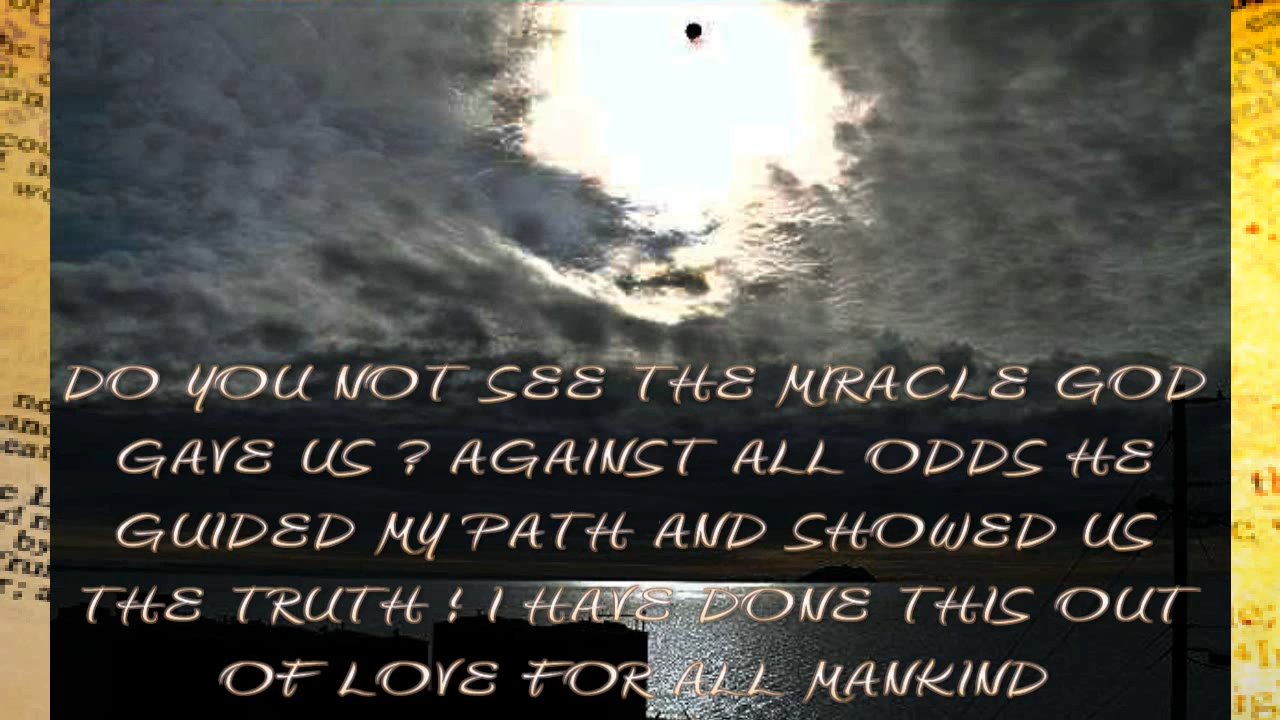 DO YOU NOT SEE THE MIRACLE GOD
GAVE US ? AGAINST ALL ODDS HE
GUIDED MY PATH AND SHOWED US
THE TRUTH ! I HAVE DONE THIS OUT
OF LOVE FOR ALL MANKIND